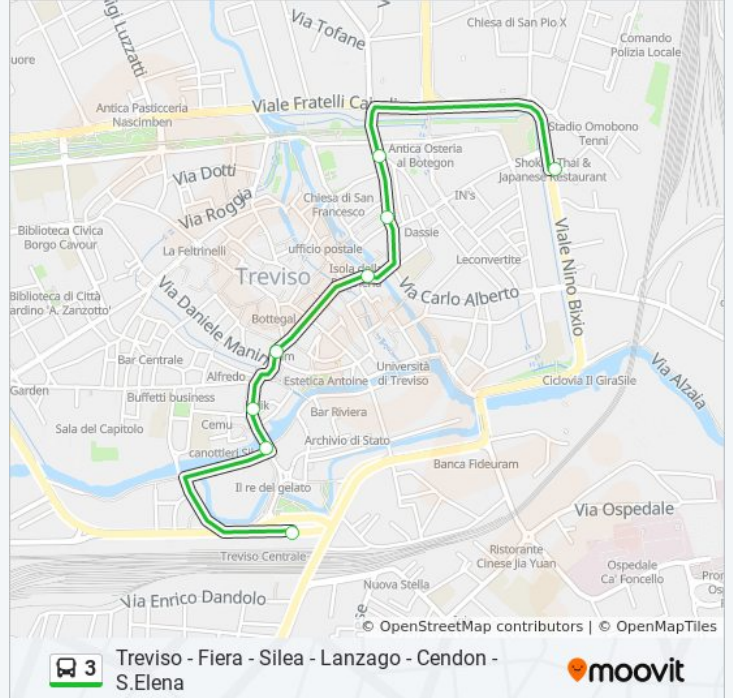 Via Tofane
Chiesa di San Pio X
Comando
Polizia Locale
Luzzatti
Antica Pasticceria
Nascimben
Viale Fratelli
Stadio Omobono
Tenni
Antica Osteria
al Botegon
Thai &
Japanese Restaurant
Via Dotti
Via Roggia
Chiesa di San
Francesco
IN's
Biblioteca Civica
Borgo Cavour
La Feltrinelli
ufficio postale
Dassie
Leconvertite
Isola
Treviso
Viale Nino Bixio
Via Carlo Alberto
Biblioteca di Città
'A. Zanzotto'
Via Daniele Manin
Bottegal
Bar Centrale
Alfredo
Estetica Antoine
Università
di Treviso
Ciclovia Il GiraSile
Via Alzaia
Garden
Buffetti business
Bar Riviera
Cemu
Sala del Capitolo
Archivio di Stato
canottieri
Banca Fideuram
Il re del gelato
Via Ospedale
Treviso Centrale
Ristorante
Cinese Jia Yuan
Ospedale
Ca' Foncello
Nuova Stella
Via Enrico Dandolo
© OpenStreetMap contributors | © OpenMapTiles
3
Treviso - Fiera - Silea - Lanzago - Cendon -
S.Elena
moovit